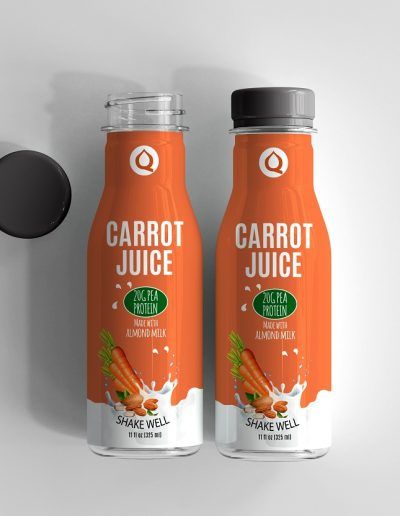 CARROT
JUICE
20G PEA
PROTEIN
MADE WITH
ALMOND MILK
SHAKE WELL
11 fl oz (325 ml)
CARROT
JUICE
20G PEA
PROTEIN
MADE WITH
ALMOND MILK
SHAKE WELL
11 fl oz (325 ml)